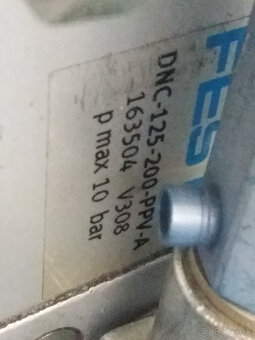 FES
DNC-125-200-PPV-A
163504 V308
p max 10 bar